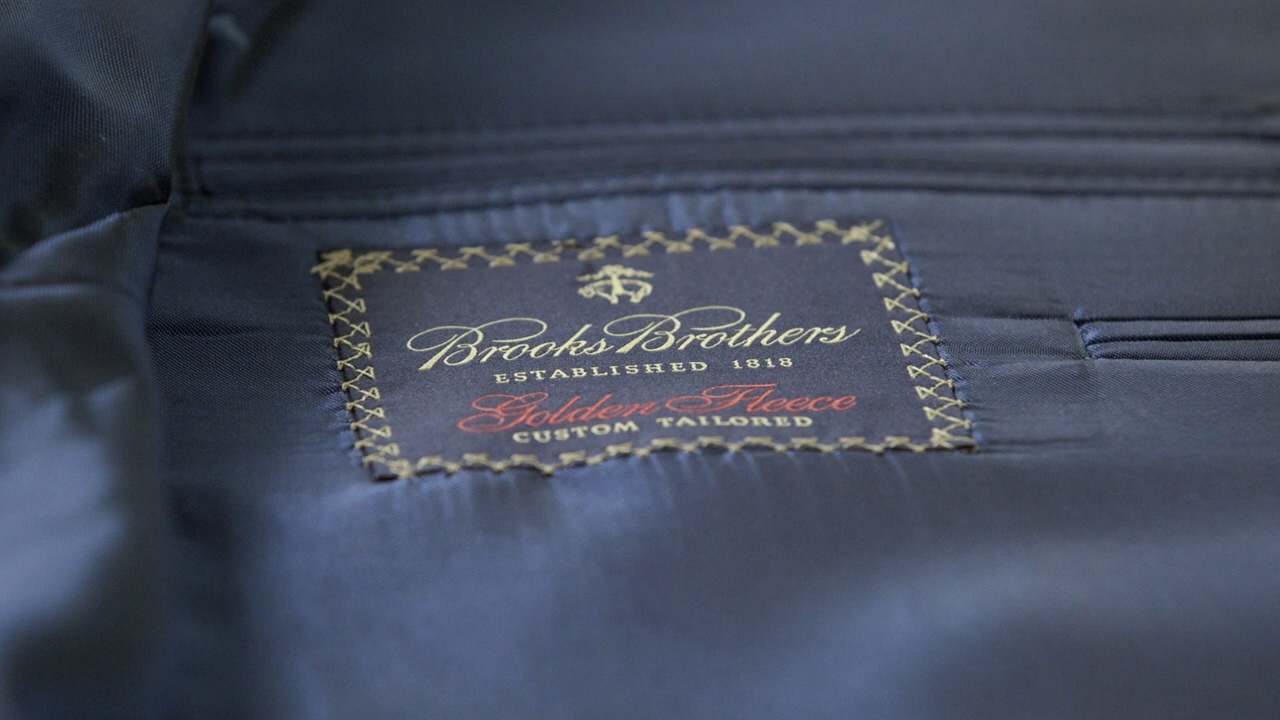 Brooks Brothers
ESTABLISHED 1818
Golden Fleece
CUSTOM TAILORED